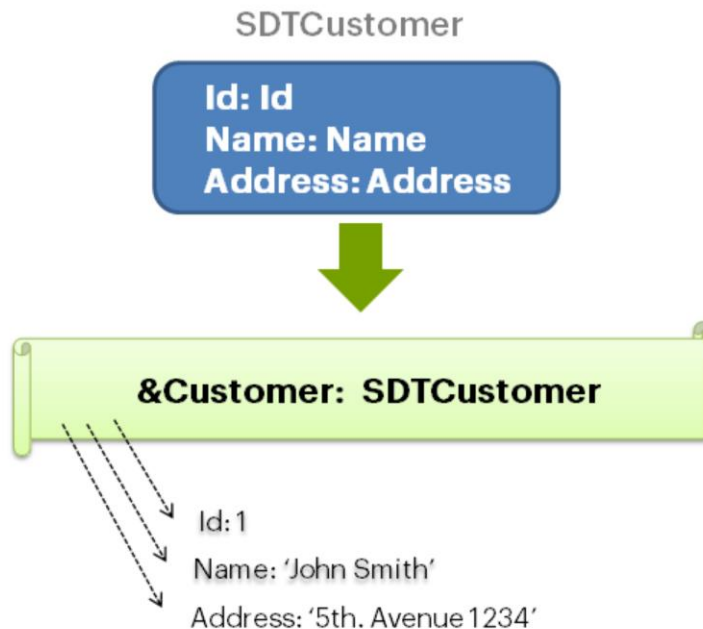 SDTCustomer
Id: Id
Name: Name
Address: Address
&Customer: SDTCustomer
Id: 1
Name: ‘John Smith’
Address: ‘5th. Avenue 1234’